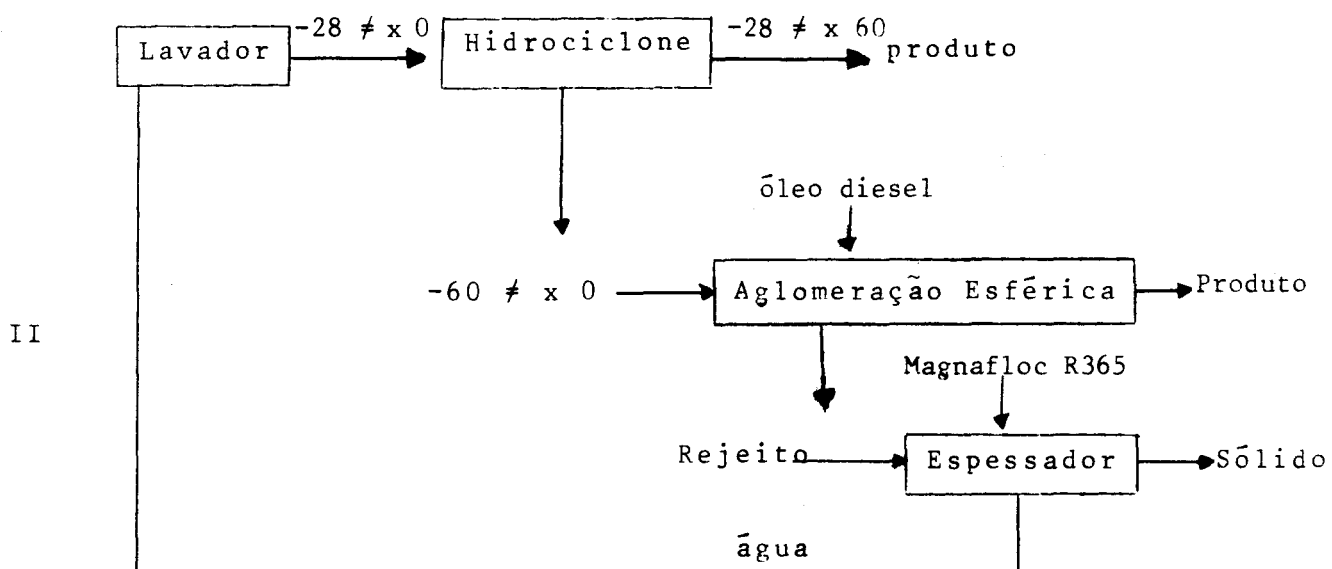 -28 ≠ x 0
-28 ≠ x 60
Lavador
Hidrociclone
produto
óleo diesel
-60 ≠ x 0
Aglomeração Esférica
Produto
II
Magnafloc R365
Rejeito
Espessador
Sólido
água